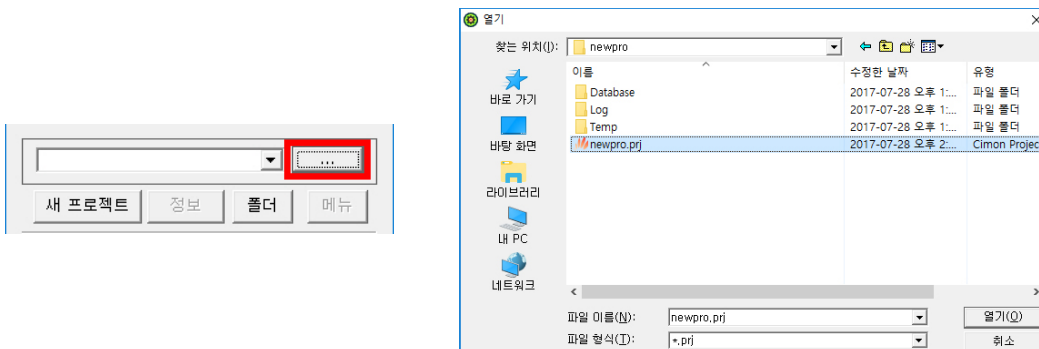 ...
새 프로젝트 정보 폴더 메뉴
열기
찾는 위치(I): newpro
이름 수정한 날짜 유형
Database 2017-07-28 오후 1:... 파일 폴더
Log 2017-07-28 오후 1:... 파일 폴더
Temp 2017-07-28 오후 1:... 파일 폴더
newpro.prj 2017-07-28 오후 2:... Cimon Projec
바로 가기
바탕 화면
라이브러리
내 PC
네트워크
파일 이름(N): newpro.prj 열기(O)
파일 형식(T): *.prj 취소